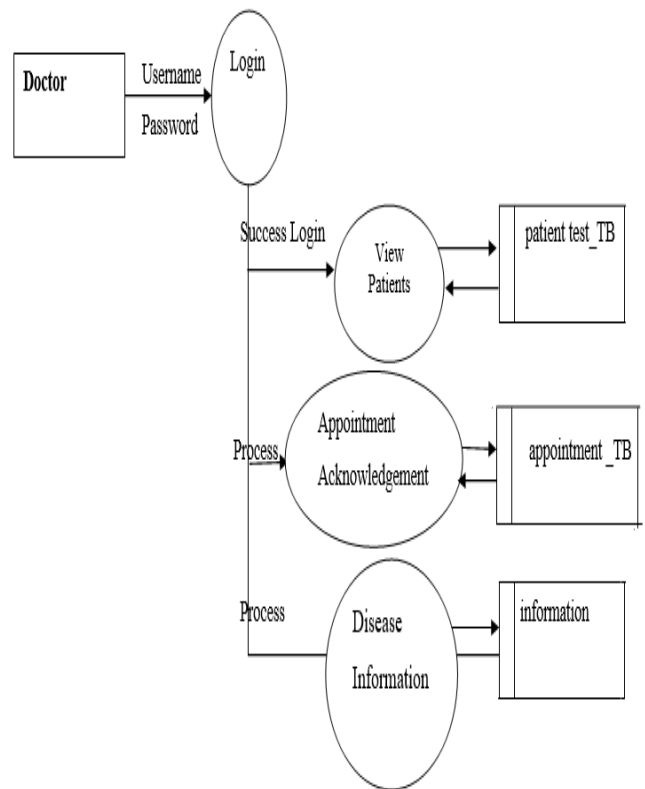 Doctor
Username
Password
Login
Success Login
View
Patients
patient test_TB
Process
Appointment
Acknowledgement
appointment _TB
Process
Disease
Information
information